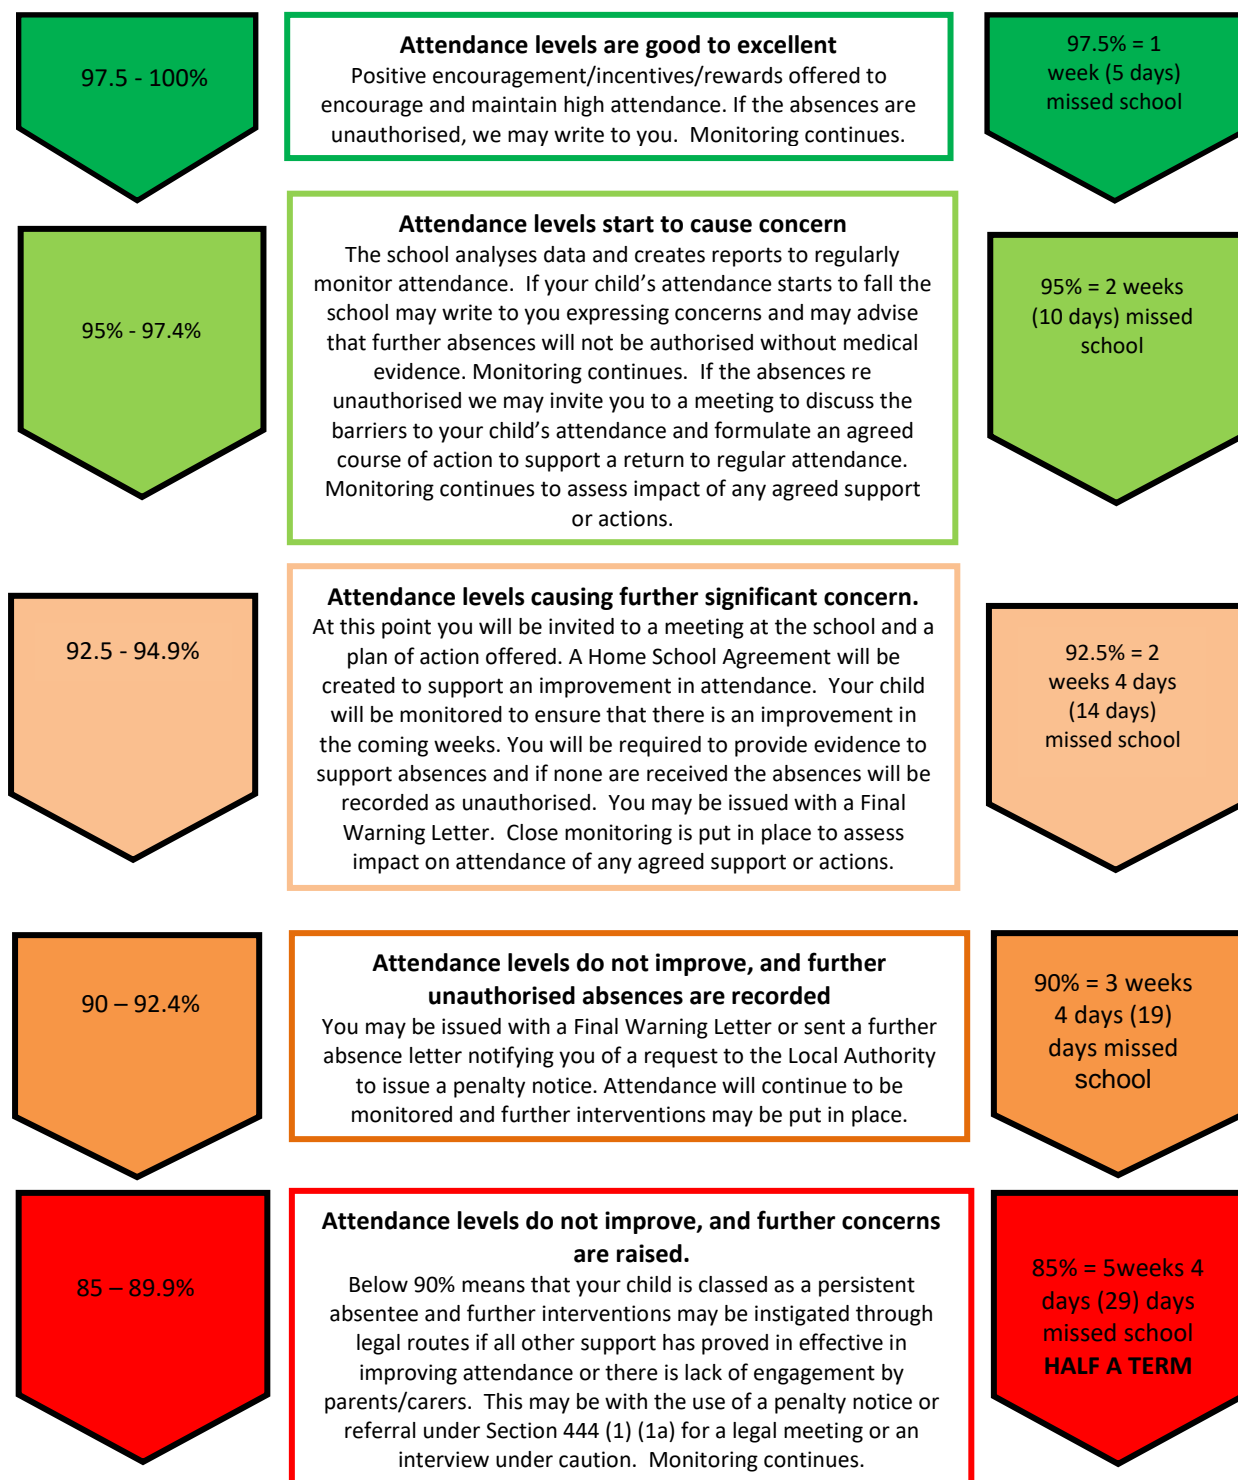 97.5 - 100%
Attendance levels are good to excellent
Positive encouragement/incentives/rewards offered to
encourage and maintain high attendance. If the absences are
unauthorised, we may write to you.  Monitoring continues.
97.5% = 1
week (5 days)
missed school
95% - 97.4%
Attendance levels start to cause concern
The school analyses data and creates reports to regularly
monitor attendance.  If your child’s attendance starts to fall the
school may write to you expressing concerns and may advise
that further absences will not be authorised without medical
evidence. Monitoring continues.  If the absences re
unauthorised we may invite you to a meeting to discuss the
barriers to your child’s attendance and formulate an agreed
course of action to support a return to regular attendance.
Monitoring continues to assess impact of any agreed support
or actions.
95% = 2 weeks
(10 days) missed
school
92.5 - 94.9%
Attendance levels causing further significant concern.
At this point you will be invited to a meeting at the school and a
plan of action offered. A Home School Agreement will be
created to support an improvement in attendance.  Your child
will be monitored to ensure that there is an improvement in
the coming weeks. You will be required to provide evidence to
support absences and if none are received the absences will be
recorded as unauthorised.  You may be issued with a Final
Warning Letter.  Close monitoring is put in place to assess
impact on attendance of any agreed support or actions.
92.5% = 2
weeks 4 days
(14 days)
missed school
90 – 92.4%
Attendance levels do not improve, and further
unauthorised absences are recorded
You may be issued with a Final Warning Letter or sent a further
absence letter notifying you of a request to the Local Authority
to issue a penalty notice. Attendance will continue to be
monitored and further interventions may be put in place.
90% = 3 weeks
4 days (19)
days missed
school
85 – 89.9%
Attendance levels do not improve, and further concerns
are raised.
Below 90% means that your child is classed as a persistent
absentee and further interventions may be instigated through
legal routes if all other support has proved in effective in
improving attendance or there is lack of engagement by
parents/carers.  This may be with the use of a penalty notice or
referral under Section 444 (1) (1a) for a legal meeting or an
interview under caution.  Monitoring continues.
85% = 5weeks 4
days (29) days
missed school
HALF A TERM